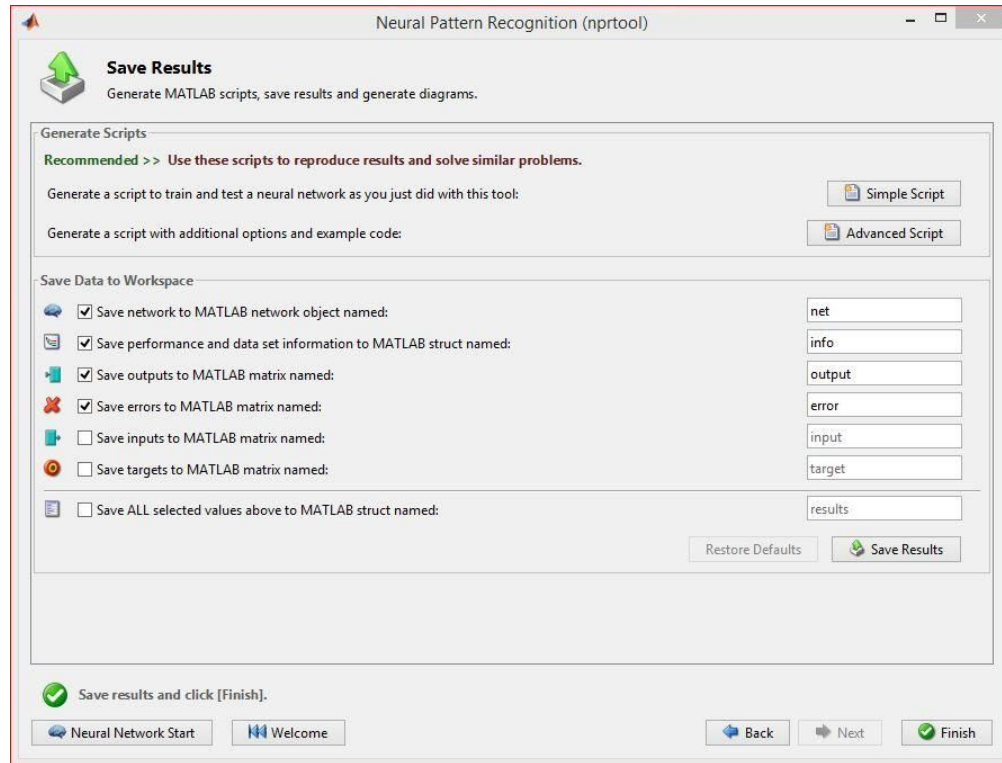 Neural Pattern Recognition (nprtool)
Save Results
Generate MATLAB scripts, save results and generate diagrams.
Generate Scripts
Recommended >> Use these scripts to reproduce results and solve similar problems.
Generate a script to train and test a neural network as you just did with this tool:
Simple Script
Generate a script with additional options and example code:
Advanced Script
Save Data to Workspace
Save network to MATLAB network object named:
net
Save performance and data set information to MATLAB struct named:
info
Save outputs to MATLAB matrix named:
output
Save errors to MATLAB matrix named:
error
Save inputs to MATLAB matrix named:
input
Save targets to MATLAB matrix named:
target
Save ALL selected values above to MATLAB struct named:
results
Restore Defaults
Save Results
Save results and click [Finish].
Neural Network Start
Welcome
Back
Next
Finish